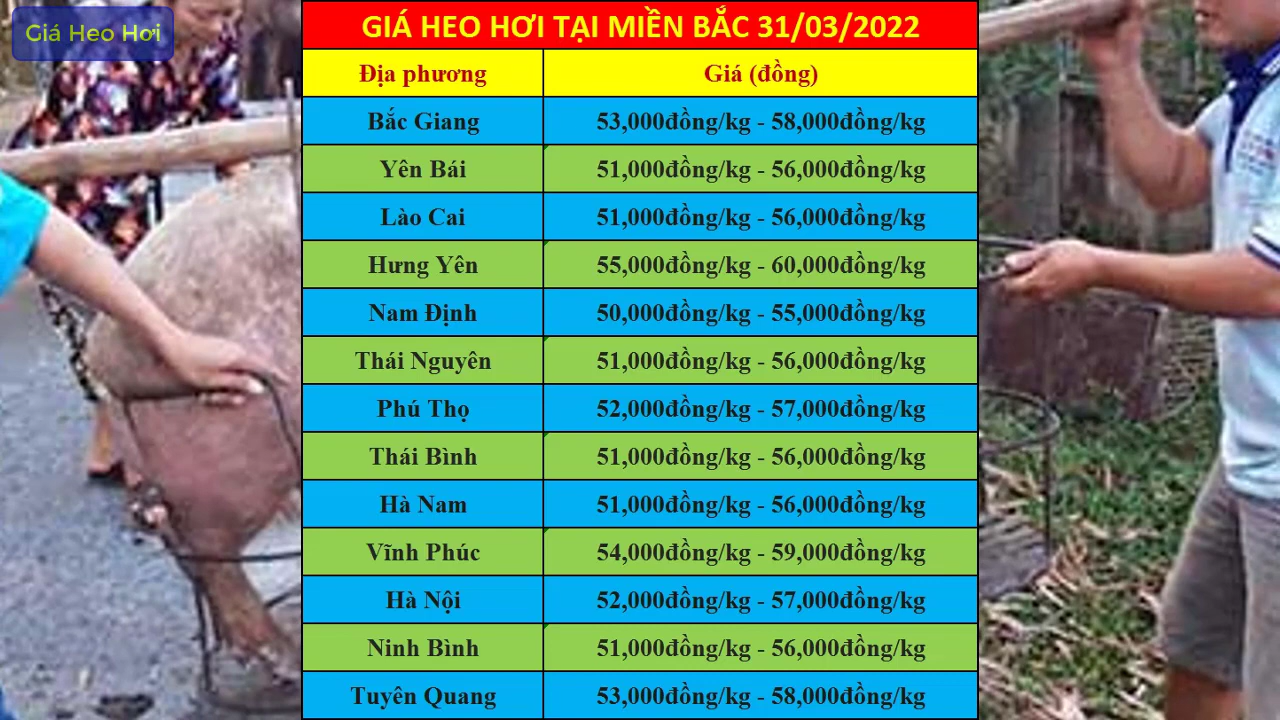 Giá Heo Hơi
GIÁ HEO HƠI TẠI MIỀN BẮC 31/03/2022
Địa phương Giá (đồng)
Bắc Giang 53,000đồng/kg - 58,000đồng/kg
Yên Bái 51,000đồng/kg - 56,000đồng/kg
Lào Cai 51,000đồng/kg - 56,000đồng/kg
Hưng Yên 55,000đồng/kg - 60,000đồng/kg
Nam Định 50,000đồng/kg - 55,000đồng/kg
Thái Nguyên 51,000đồng/kg - 56,000đồng/kg
Phú Thọ 52,000đồng/kg - 57,000đồng/kg
Thái Bình 51,000đồng/kg - 56,000đồng/kg
Hà Nam 51,000đồng/kg - 56,000đồng/kg
Vĩnh Phúc 54,000đồng/kg - 59,000đồng/kg
Hà Nội 52,000đồng/kg - 57,000đồng/kg
Ninh Bình 51,000đồng/kg - 56,000đồng/kg
Tuyên Quang 53,000đồng/kg - 58,000đồng/kg